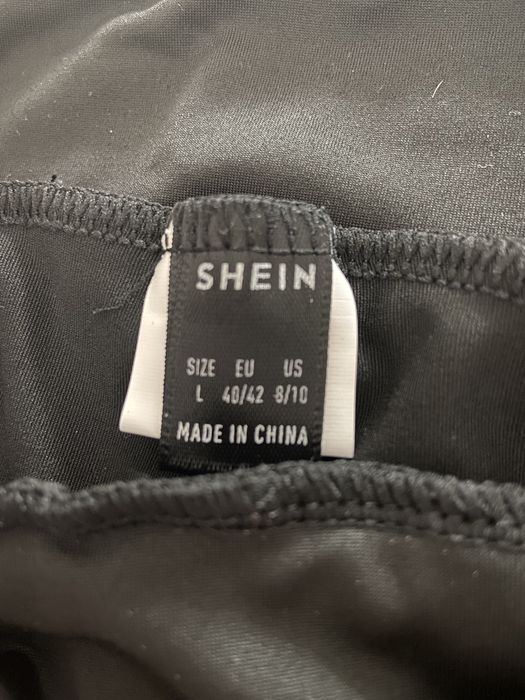 SHEIN
SIZE EU US
L 40/42 8/10
MADE IN CHINA